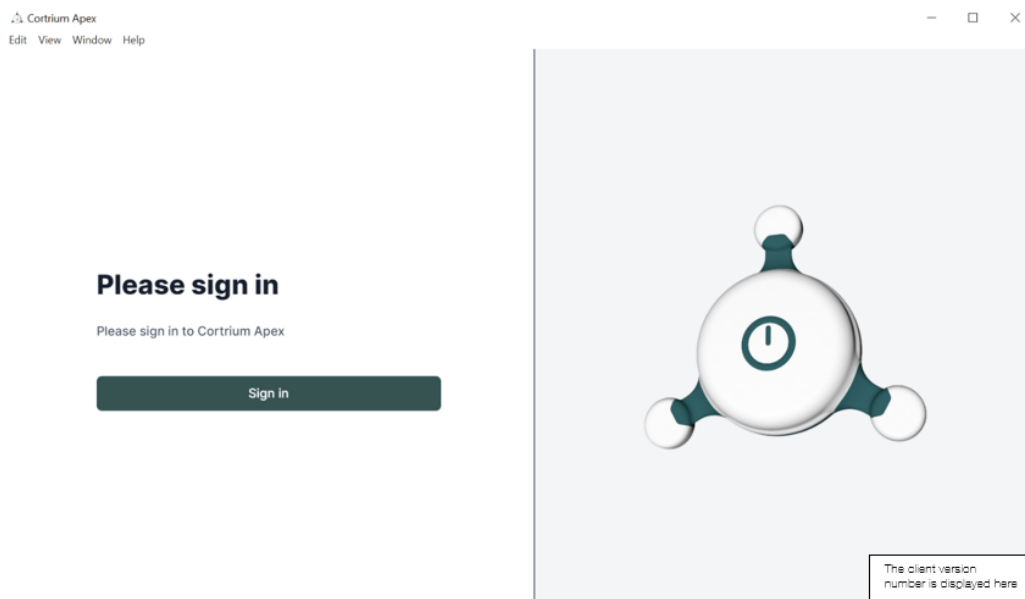 Cortrium Apex
Edit View Window Help
Please sign in
Please sign in to Cortrium Apex
Sign in
The client version
number is displayed here